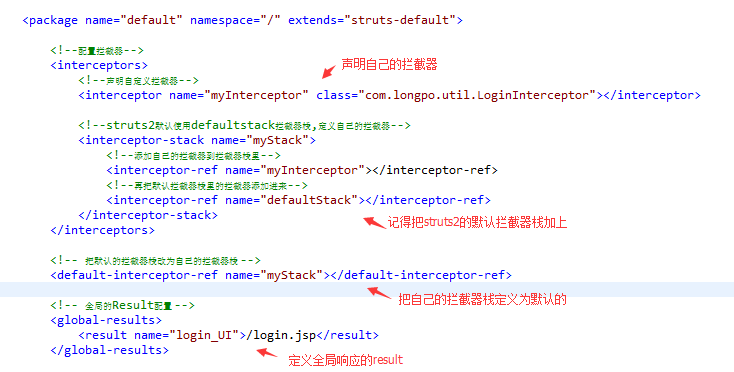 <package name="default" namespace="/" extends="struts-default">
<!--配置拦截器-->
<interceptors>
声明自己的拦截器
<!--声明自定义拦截器-->
<interceptor name="myInterceptor" class="com.longpo.util.LoginInterceptor"></interceptor>
<!--struts2默认使用defaultstack拦截器栈,定义自己的拦截器-->
<interceptor-stack name="myStack">
<!--添加自己的拦截器到拦截器栈里-->
<interceptor-ref name="myInterceptor"></interceptor-ref>
<!--再把默认拦截器栈里的拦截器添加进来-->
<interceptor-ref name="defaultStack"></interceptor-ref>
</interceptor-stack>
记得把struts2的默认拦截器栈加上
</interceptors>
<!-- 把默认的拦截器栈改为自己的拦截器栈 -->
<default-interceptor-ref name="myStack"></default-interceptor-ref>
把自己的拦截器栈定义为默认的
<!-- 全局的Result配置 -->
<global-results>
<result name="login_UI">/login.jsp</result>
</global-results>
定义全局响应的result